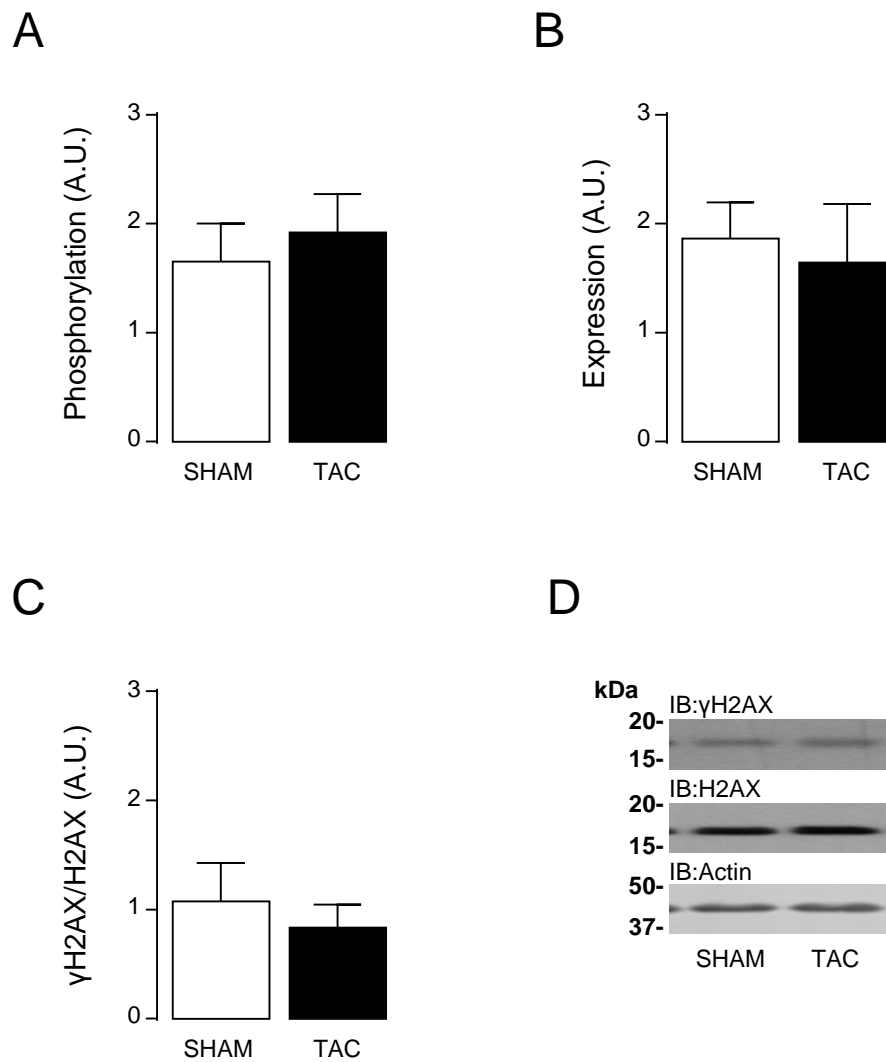 A
Phosphorylation (A.U.)
3
2
1
0
SHAM TAC
B
Expression (A.U.)
3
2
1
0
SHAM TAC
C
γH2AX/H2AX (A.U.)
3
2
1
0
SHAM TAC
D
kDa
IB:γH2AX
20-
15-
IB:H2AX
20-
15-
IB:Actin
50-
37-
SHAM TAC